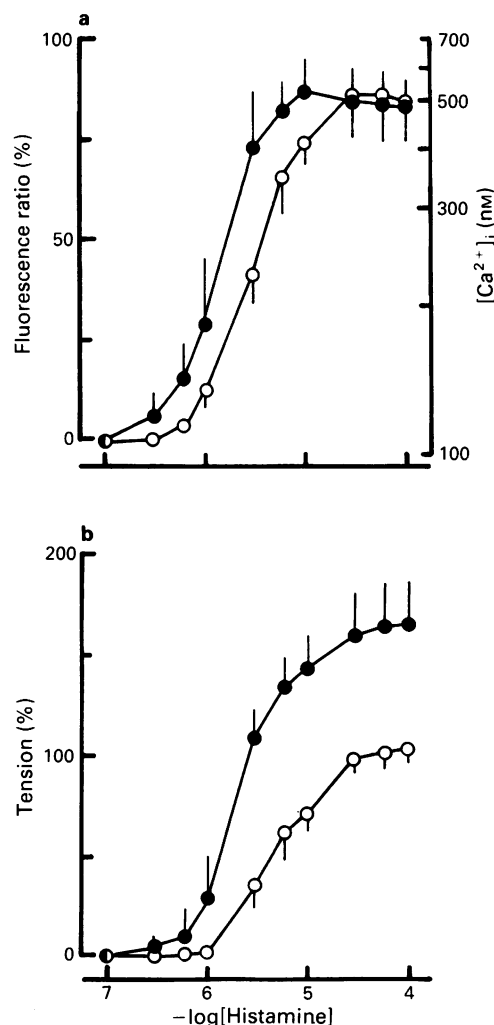 a
100
50
0
Fluorescence ratio (%)
700
500
300
100
[Ca²⁺]ᵢ (nM)
b
200
100
0
Tension (%)
7 6 5 4
−log[Histamine]